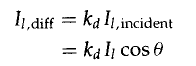 I_{l,diff} = k_d I_{l,incident}
= k_d I_l cos θ